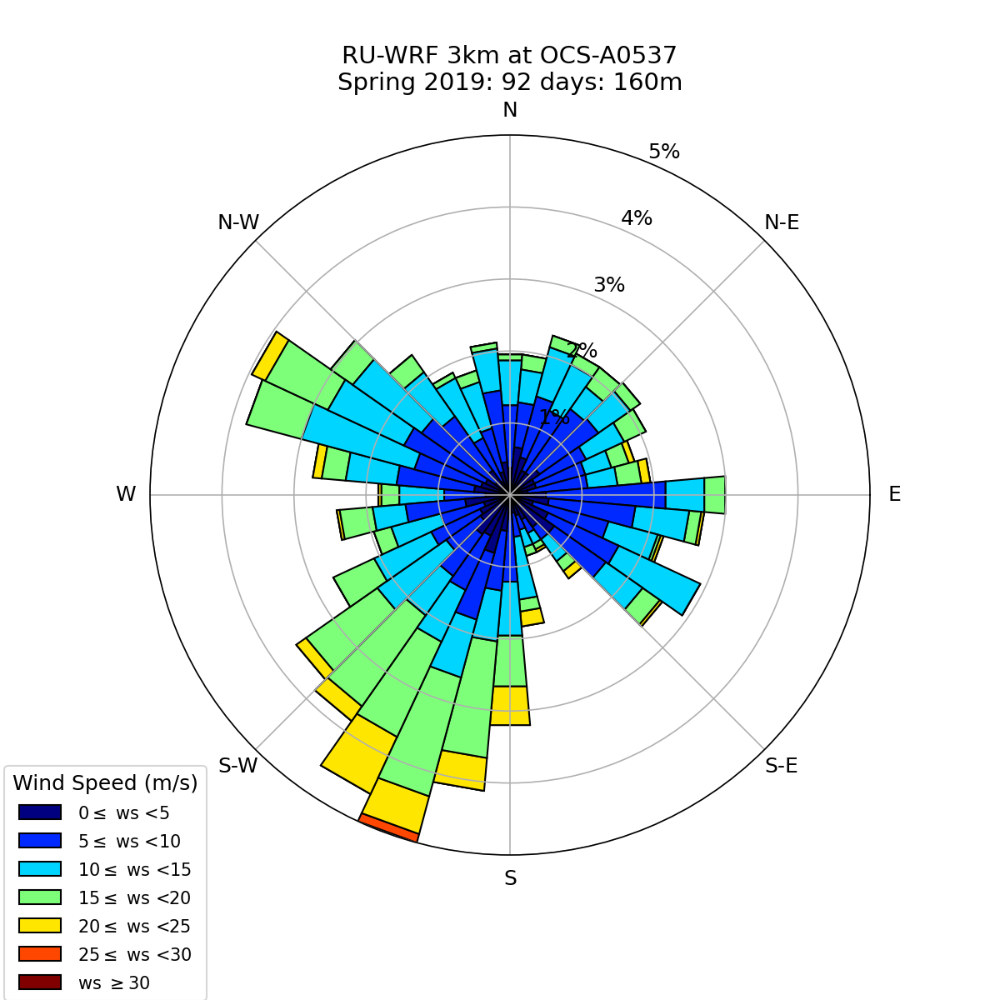 RU-WRF 3km at OCS-A0537
Spring 2019: 92 days: 160m
N
5%
N-W
4%
N-E
3%
2%
1%
W
E
S-W
S-E
S
Wind Speed (m/s)
0 ≤ ws <5
5 ≤ ws <10
10 ≤ ws <15
15 ≤ ws <20
20 ≤ ws <25
25 ≤ ws <30
ws ≥ 30